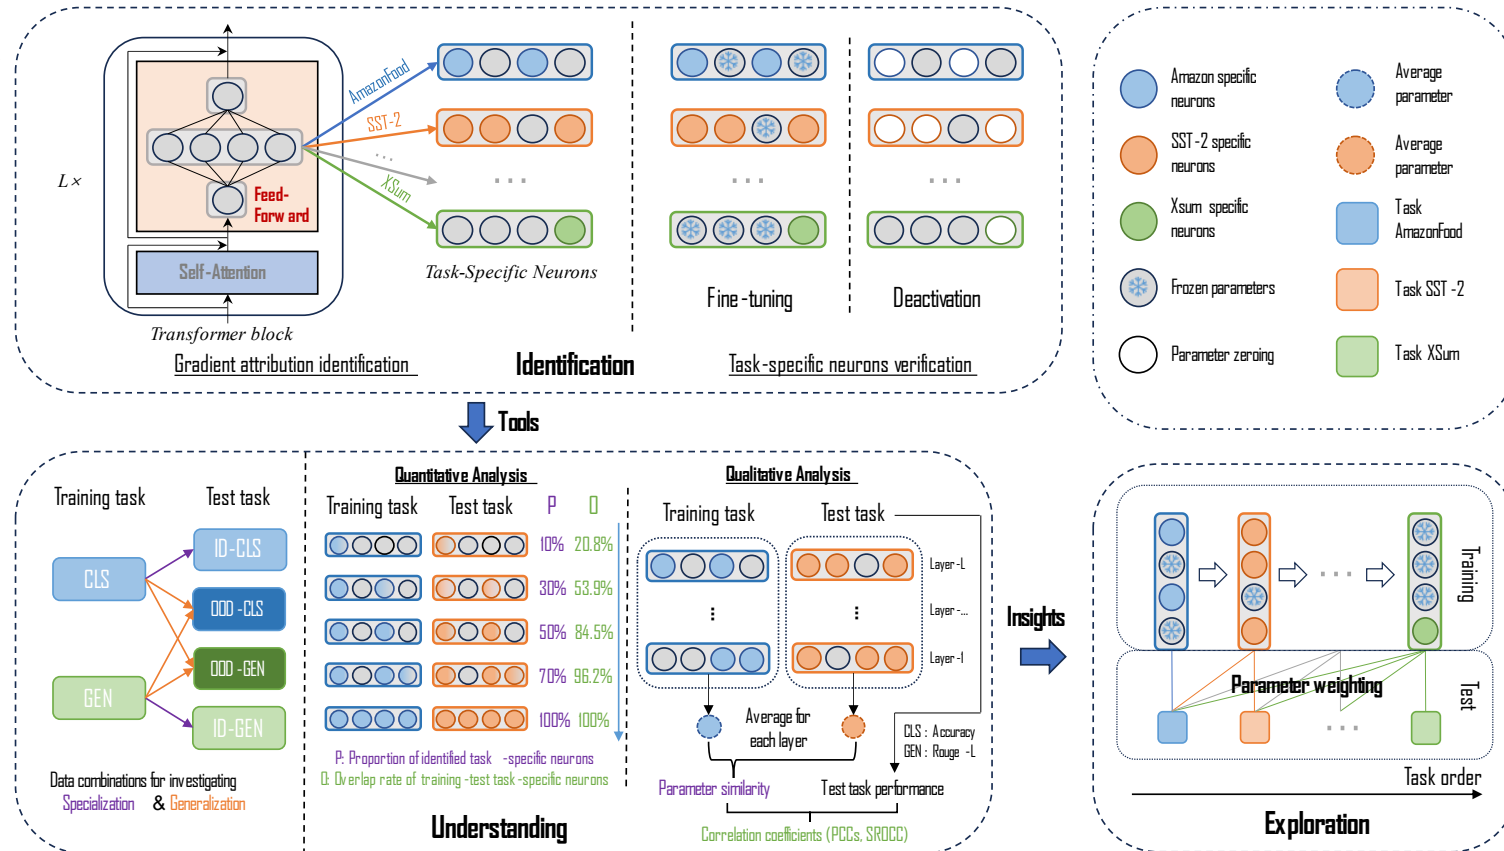 L×
Feed-
Forward
Self-Attention
Transformer block
AmazonFood
SST-2
...
XSum
...
Task-Specific Neurons
...
Fine-tuning
...
Deactivation
Gradient attribution identification
Identification
Task-specific neurons verification
Amazon specific
neurons
Average
parameter
SST-2 specific
neurons
Average
parameter
Xsum specific
neurons
Task
AmazonFood
Frozen parameters
Task SST-2
Parameter zeroing
Task XSum
Tools
Training task
Test task
CLS
GEN
ID-CLS
OOD-CLS
OOD-GEN
ID-GEN
Data combinations for investigating
Specialization & Generalization
Quantitative Analysis
Training task Test task P O
10% 20.8%
30% 53.9%
50% 84.5%
70% 96.2%
100% 100%
P: Proportion of identified task-specific neurons
O: Overlap rate of training-test task-specific neurons
Understanding
Qualitative Analysis
Training task
Test task
Layer-L
...
...
Layer-...
Layer-1
Average for
each layer
CLS: Accuracy
GEN: Rouge-L
Parameter similarity
Test task performance
Correlation coefficients (PCCs, SROCC)
Insights
...
Training
Parameter weighting
Test
...
Task order
Exploration